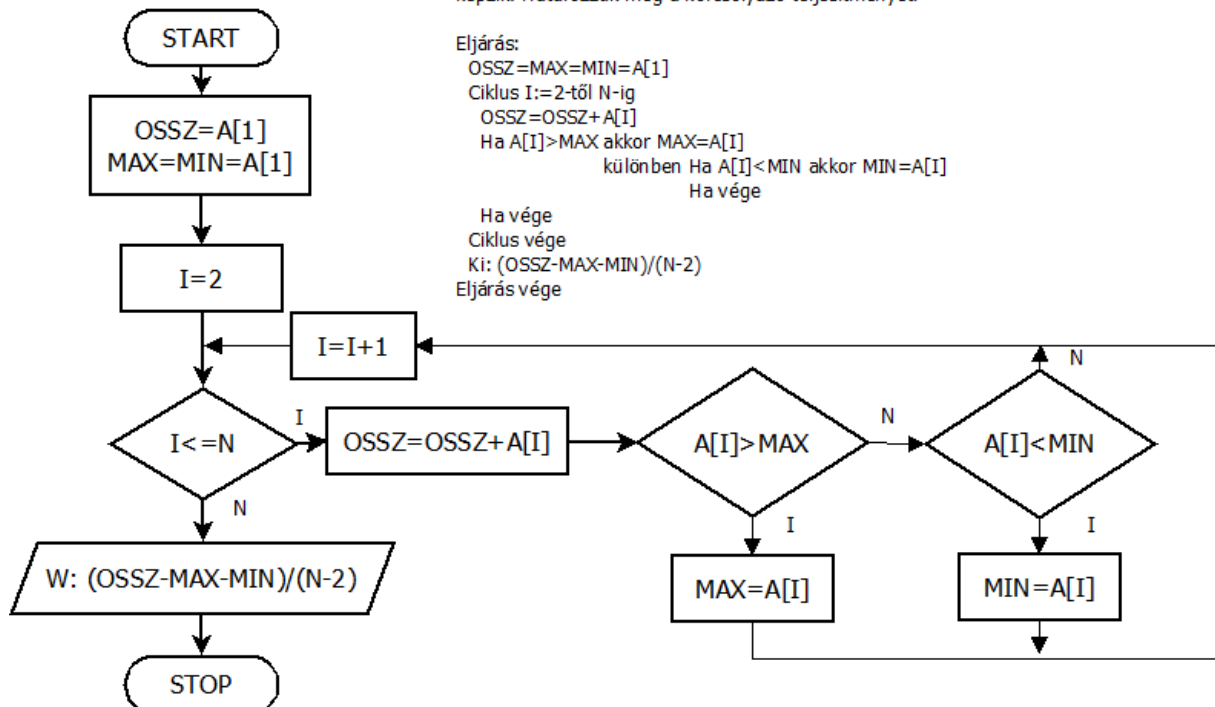 START
OSSZ=A[1]
MAX=MIN=A[1]
I=2
Eljárás:
OSSZ=MAX=MIN=A[1]
Ciklus I:=2-től N-ig
OSSZ=OSSZ+A[I]
Ha A[I]>MAX akkor MAX=A[I]
különben Ha A[I]<MIN akkor MIN=A[I]
Ha vége
Ha vége
Ciklus vége
Ki: (OSSZ-MAX-MIN)/(N-2)
Eljárás vége
I=I+1
N
I<=N
I
OSSZ=OSSZ+A[I]
A[I]>MAX
N
A[I]<MIN
N
I
I
W: (OSSZ-MAX-MIN)/(N-2)
MAX=A[I]
MIN=A[I]
STOP